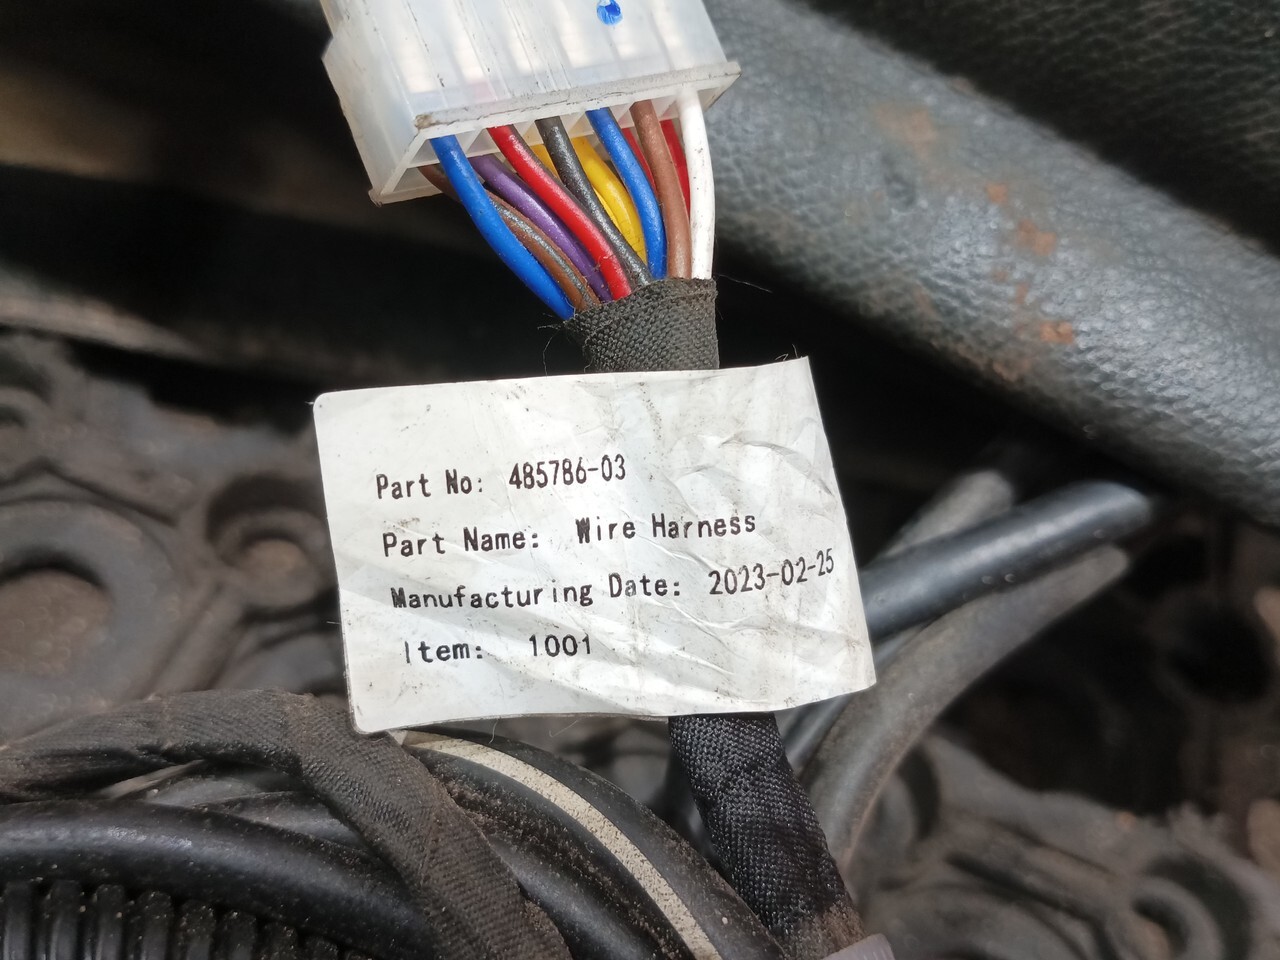 Part No: 485786-03
Part Name: Wire Harness
Manufacturing Date: 2023-02-25
Item: 1001